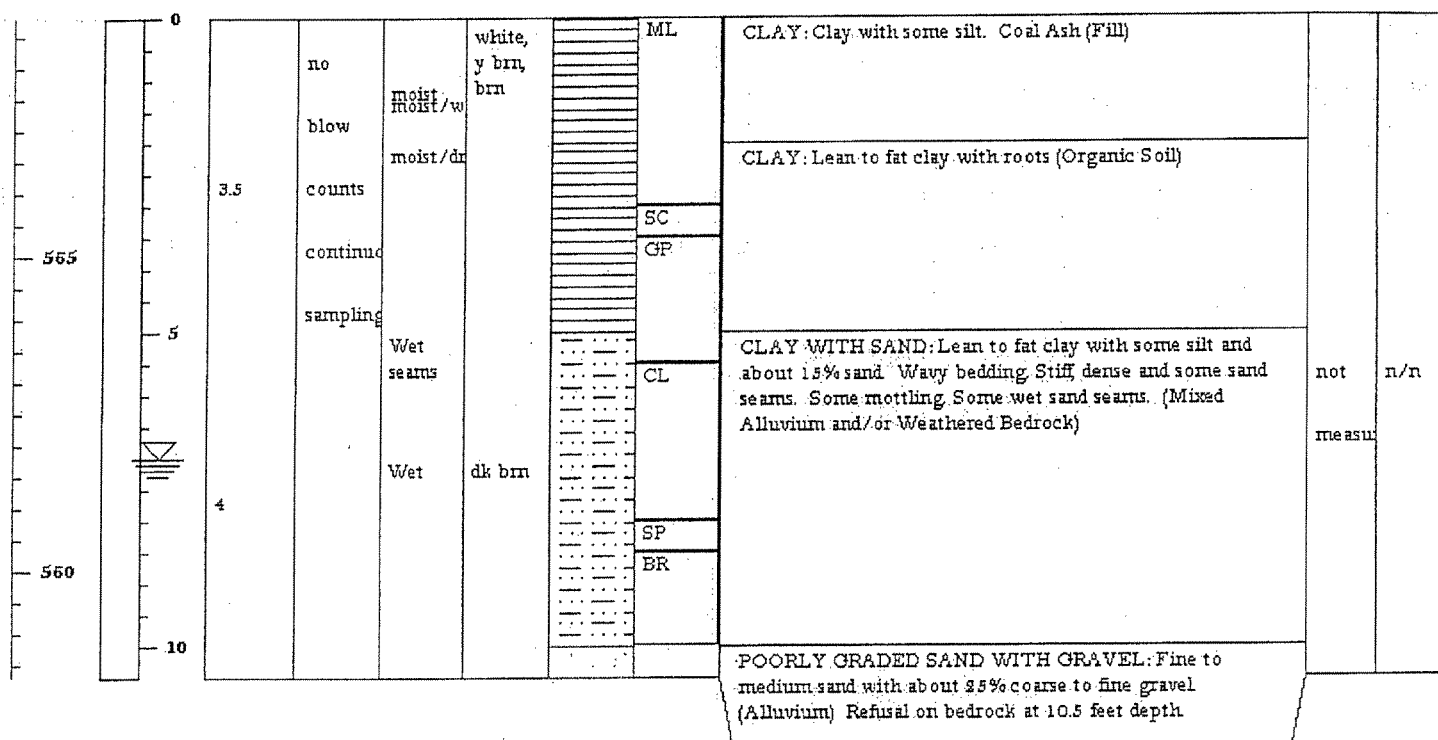 0
ML
CLAY: Clay with some silt. Coal Ash (Fill)
white,
y brn,
brn
no
moist
moist/w
blow
moist/dr
CLAY: Lean to fat clay with roots (Organic Soil)
3.5
counts
SC
GP
565
continuc
sampling
5
Wet
seams
CLAY WITH SAND: Lean to fat clay with some silt and
about 15% sand Wavy bedding. Stiff, dense and some sand
seams. Some mottling. Some wet sand seams. (Mixed
Alluvium and/or Weathered Bedrock)
CL
not
n/n
measu
Wet
dk brn
4
SP
BR
560
10
POORLY GRADED SAND WITH GRAVEL: Fine to
medium sand with about 25% coarse to fine gravel
(Alluvium) Refusal on bedrock at 10.5 feet depth